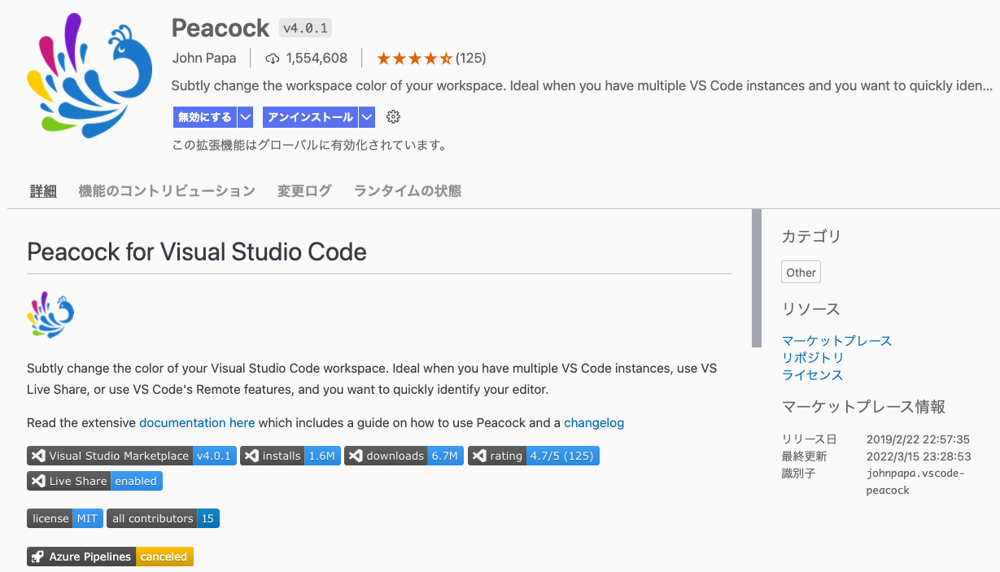 Peacock v4.0.1
John Papa 1,554,608 (125)
Subtly change the workspace color of your workspace. Ideal when you have multiple VS Code instances and you want to quickly iden...
無効にする アンインストール
この拡張機能はグローバルに有効化されています。
詳細 機能のコントリビューション 変更ログ ランタイムの状態
Peacock for Visual Studio Code
Subtly change the color of your Visual Studio Code workspace. Ideal when you have multiple VS Code instances, use VS
Live Share, or use VS Code's Remote features, and you want to quickly identify your editor.
Read the extensive documentation here which includes a guide on how to use Peacock and a changelog
Visual Studio Marketplace v4.0.1 installs 1.6M downloads 6.7M rating 4.7/5 (125)
Live Share enabled
license MIT all contributors 15
Azure Pipelines canceled
カテゴリ
Other
リソース
マーケットプレース
リポジトリ
ライセンス
マーケットプレース情報
リリース日 2019/2/22 22:57:35
最終更新 2022/3/15 23:28:53
識別子 johnpapa.vscode-
peacock